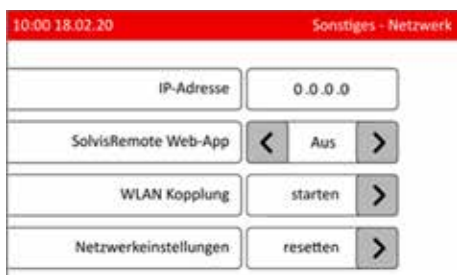 10:00 18.02.20 Sonstiges - Netzwerk
IP-Adresse 0.0.0.0
SolvisRemote Web-App Aus
WLAN Kopplung starten
Netzwerkeinstellungen resetten